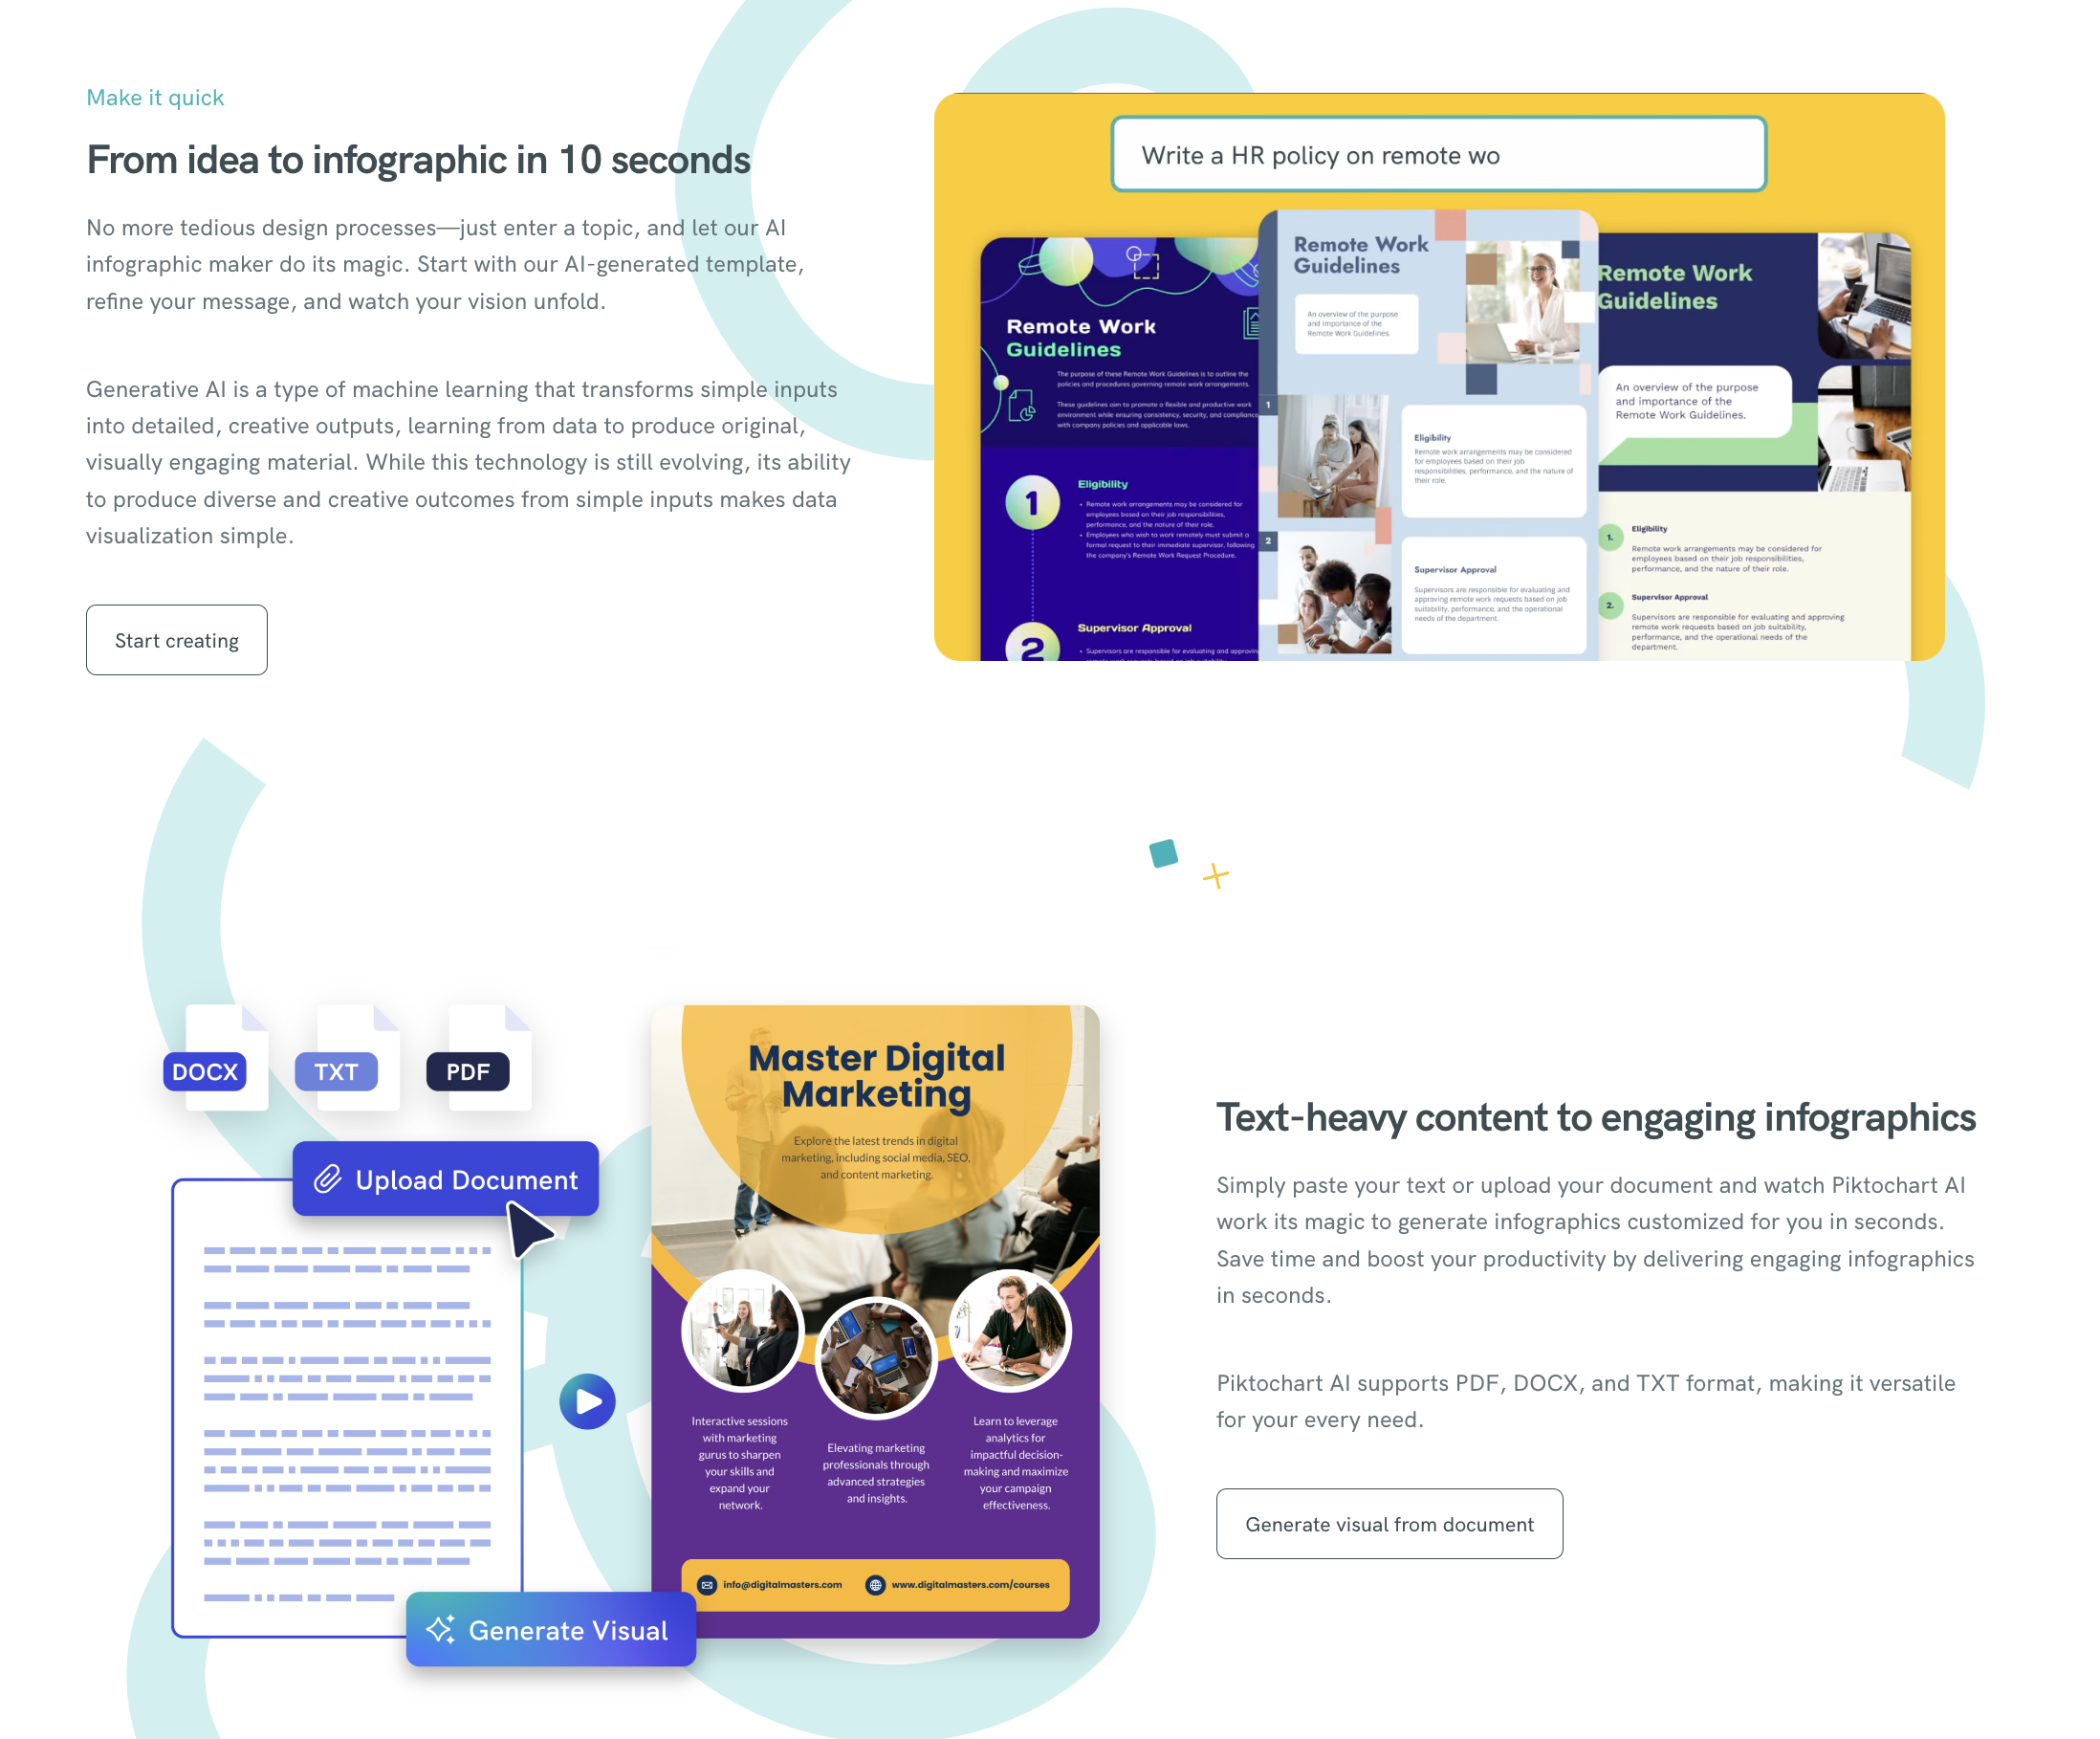 Make it quick
From idea to infographic in 10 seconds
No more tedious design processes—just enter a topic, and let our AI
infographic maker do its magic. Start with our AI-generated template,
refine your message, and watch your vision unfold.
Generative AI is a type of machine learning that transforms simple inputs
into detailed, creative outputs, learning from data to produce original,
visually engaging material. While this technology is still evolving, its ability
to produce diverse and creative outcomes from simple inputs makes data
visualization simple.
Start creating
Write a HR policy on remote wo
Remote Work
Guidelines
The purpose of these Remote Work Guidelines is to outline the
policies and procedures governing remote work arrangements.
These guidelines aim to promote a flexible and productive work
environment while ensuring consistency, security, and compliance
with company policies and applicable laws.
1
Eligibility
• Remote work arrangements may be considered for
employees based on their job responsibilities,
performance, and the nature of their role.
• Employees who wish to work remotely must submit a
formal request to their immediate supervisor, following
the company's Remote Work Request Procedure.
2
Supervisor Approval
• Supervisors are responsible for evaluating and approving
Remote Work
Guidelines
An overview of the purpose
and importance of the
Remote Work Guidelines.
1
Eligibility
Remote work arrangements may be considered
for employees based on their job
responsibilities, performance, and the nature of
their role.
2
Supervisor Approval
Supervisors are responsible for evaluating and
approving remote work requests based on job
suitability, performance, and the operational
needs of the department.
Remote Work
Guidelines
An overview of the purpose
and importance of the
Remote Work Guidelines.
1.
Eligibility
Remote work arrangements may be considered for
employees based on their job responsibilities,
performance, and the nature of their role.
2.
Supervisor Approval
Supervisors are responsible for evaluating and approving
remote work requests based on job suitability,
performance, and the operational needs of the
department.
DOCX
TXT
PDF
Upload Document
Generate Visual
Master Digital
Marketing
Explore the latest trends in digital
marketing, including social media, SEO,
and content marketing.
Interactive sessions
with marketing
gurus to sharpen
your skills and
expand your
network.
Elevating marketing
professionals through
advanced strategies
and insights.
Learn to leverage
analytics for
impactful decision-
making and maximize
your campaign
effectiveness.
info@digitalmasters.com
www.digitalmasters.com/courses
Text-heavy content to engaging infographics
Simply paste your text or upload your document and watch Piktochart AI
work its magic to generate infographics customized for you in seconds.
Save time and boost your productivity by delivering engaging infographics
in seconds.
Piktochart AI supports PDF, DOCX, and TXT format, making it versatile
for your every need.
Generate visual from document